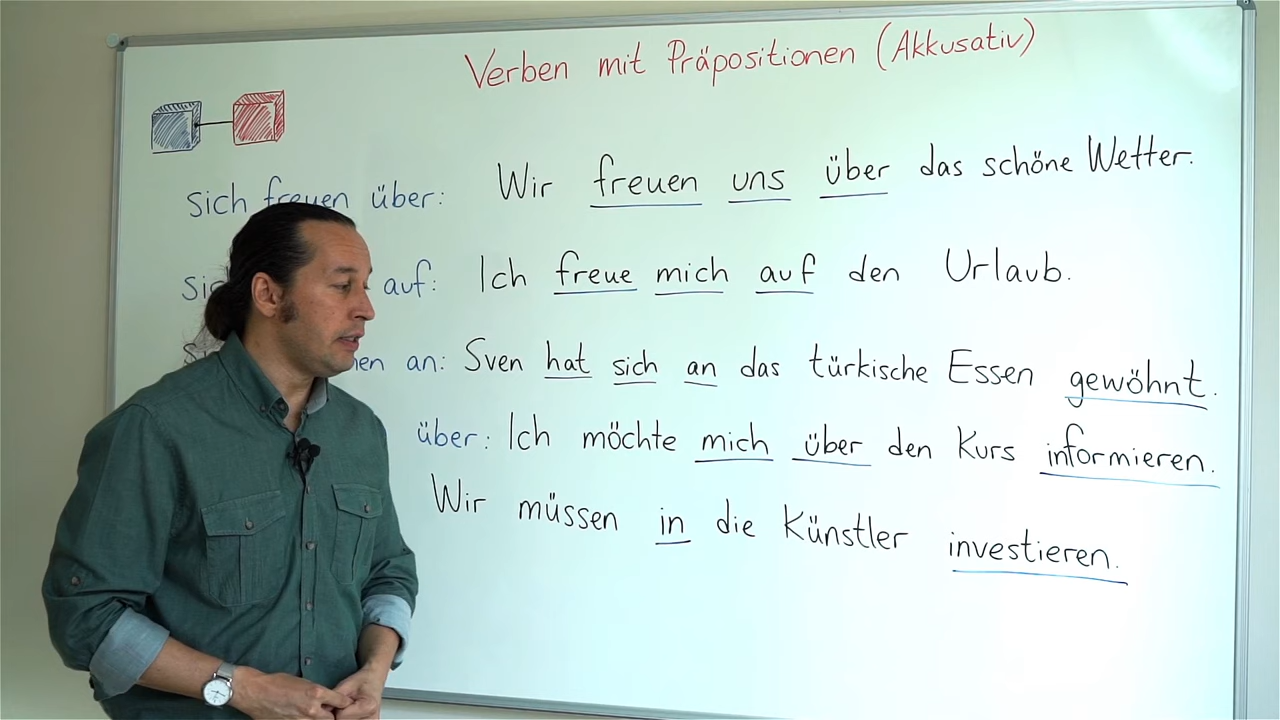 Verben mit Präpositionen (Akkusativ)
sich freuen über: Wir freuen uns über das schöne Wetter.
auf: Ich freue mich auf den Urlaub.
an: Sven hat sich an das türkische Essen gewöhnt.
über: Ich möchte mich über den Kurs informieren.
Wir müssen in die Künstler investieren.